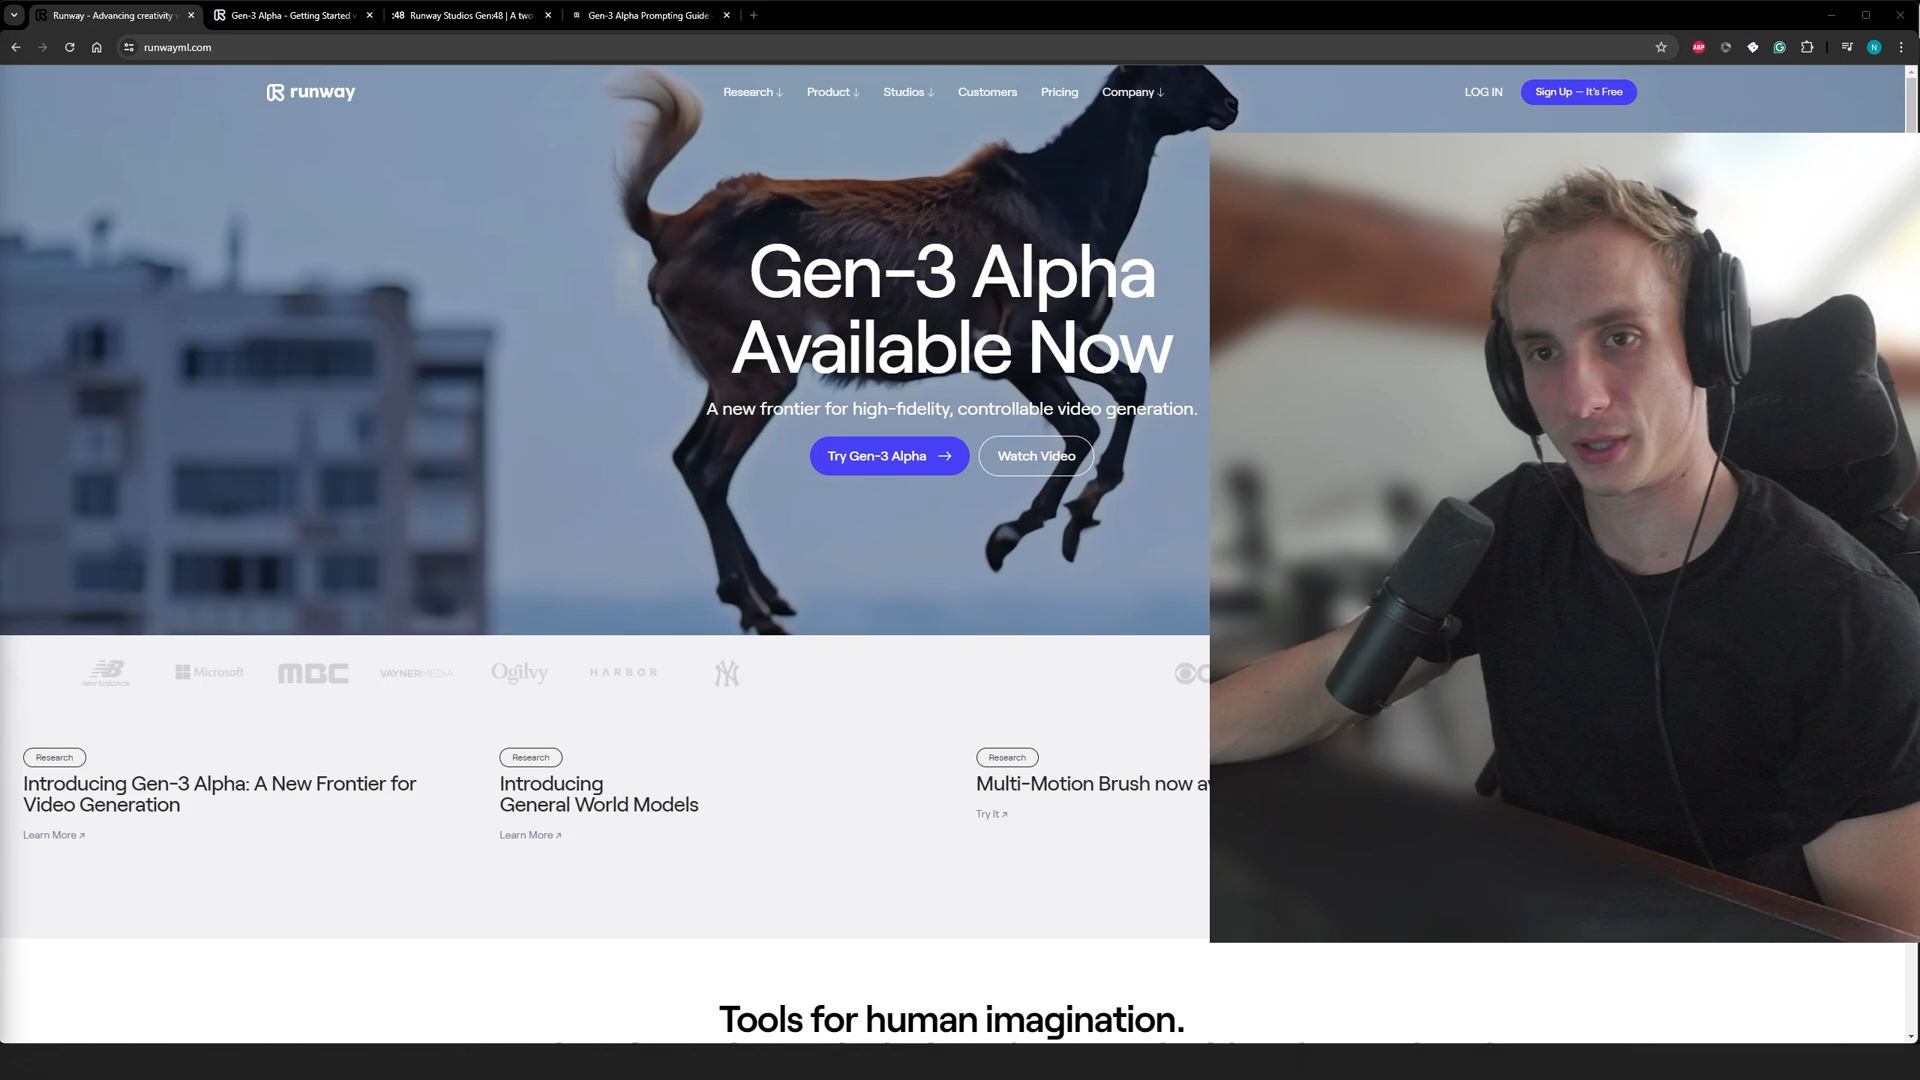 Runway - Advancing creativity
Gen-3 Alpha - Getting Started
:48 Runway Studios Gen:48 | A two
Gen-3 Alpha Prompting Guide
runwayml.com
ABP
N
runway
Research ↓
Product ↓
Studios ↓
Customers
Pricing
Company ↓
LOG IN
Sign Up — It's Free
Gen-3 Alpha
Available Now
A new frontier for high-fidelity, controllable video generation.
Try Gen-3 Alpha →
Watch Video
new balance
Microsoft
MBC
VAYNERMEDIA
Ogilvy
HARBOR
NY
Research
Introducing Gen-3 Alpha: A New Frontier for
Video Generation
Learn More ↗
Research
Introducing
General World Models
Learn More ↗
Research
Multi-Motion Brush now
Try It ↗
Tools for human imagination.